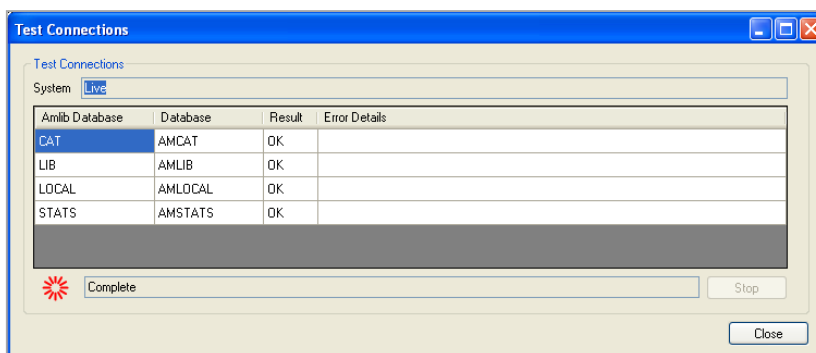 Test Connections
Test Connections
System Live
Amlib Database Database Result Error Details
CAT AMCAT OK
LIB AMLIB OK
LOCAL AMLOCAL OK
STATS AMSTATS OK
Complete Stop
Close